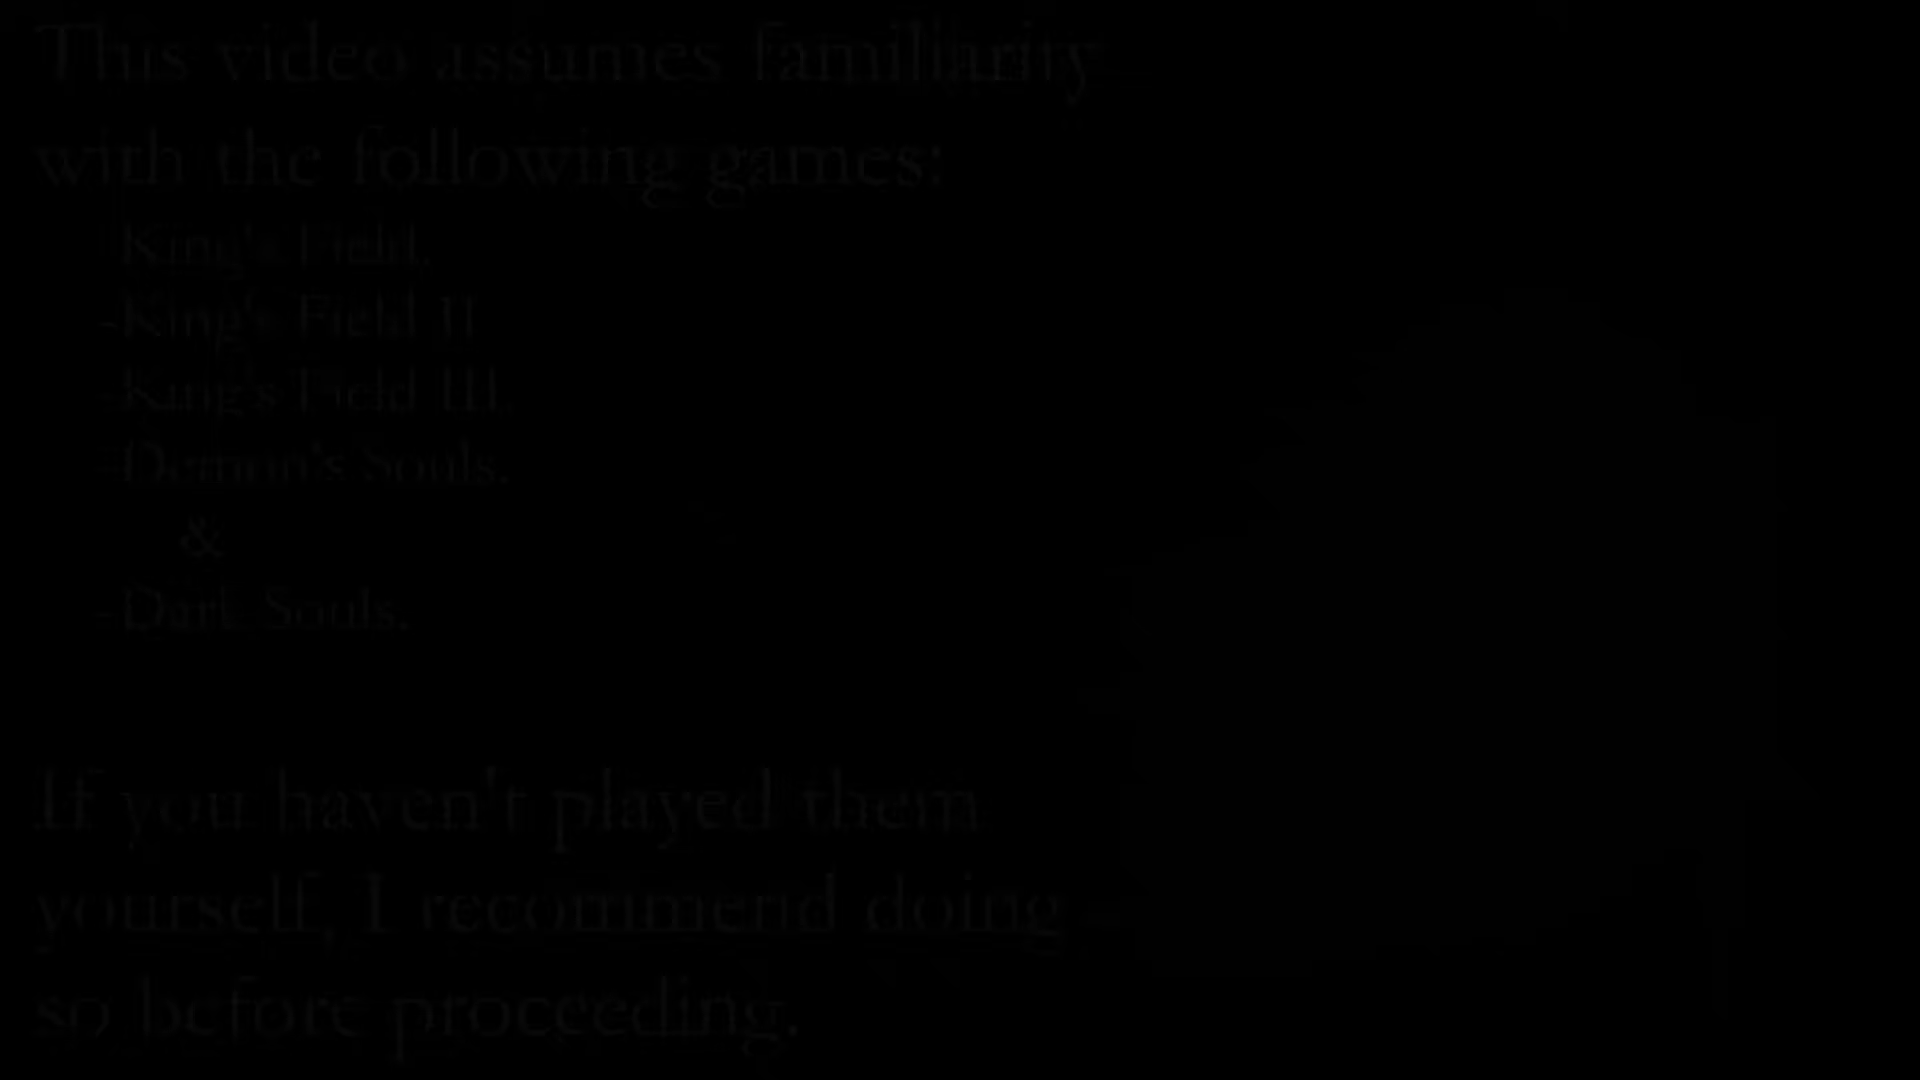 This video assumes familiarity
with the following games:
-King's Field.
-King's Field II
-King's Field III.
-Demon's Souls.
&
-Dark Souls.
If you haven't played them
yourself, I recommend doing
so before proceeding.